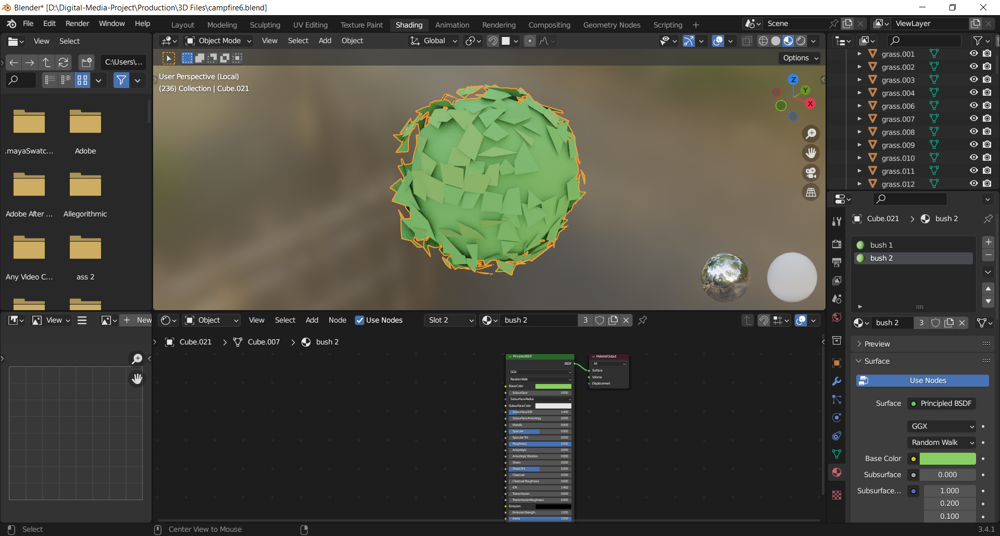 Blender* [D:\Digital-Media-Project\Production\3D Files\campfire6.blend]
File Edit Render Window Help
Layout Modeling Sculpting UV Editing Texture Paint Shading Animation Rendering Compositing Geometry Nodes Scripting +
Scene
ViewLayer
View Select
Object Mode View Select Add Object
Global
C:\Users\...
Options
User Perspective (Local)
(236) Collection | Cube.021
Z
Y
X
grass.001
grass.002
grass.003
grass.004
grass.006
grass.007
grass.008
grass.009
grass.010
grass.011
grass.012
.mayaSwatc...
Adobe
Adobe After ...
Allegorithmic
Any Video C...
ass 2
Cube.021 > bush 2
bush 1
bush 2
bush 2 3
Preview
Surface
Use Nodes
Surface Principled BSDF
GGX
Random Walk
Base Color
Subsurface 0.000
Subsurface... 1.000
0.200
0.100
View
New
Object View Select Add Node Use Nodes
Slot 2
bush 2 3
Cube.021 > Cube.007 > bush 2
Principled BSDF
BSDF
GGX
Random Walk
Base Color
Subsurface 0.000
Subsurface Radius
Subsurface Color
Subsurface IOR 1.400
Subsurface Anisotropy 0.000
Metallic 0.000
Specular 0.500
Specular Tint 0.000
Roughness 1.000
Anisotropic 0.000
Anisotropic Rotation 0.000
Sheen 0.000
Sheen Tint 0.500
Clearcoat 0.000
Clearcoat Roughness 0.030
IOR 1.450
Transmission 0.000
Transmission Roughness 0.000
Emission
Emission Strength 1.000
Alpha 1.000
Material Output
All
Surface
Volume
Displacement
Select
Center View to Mouse
3.4.1